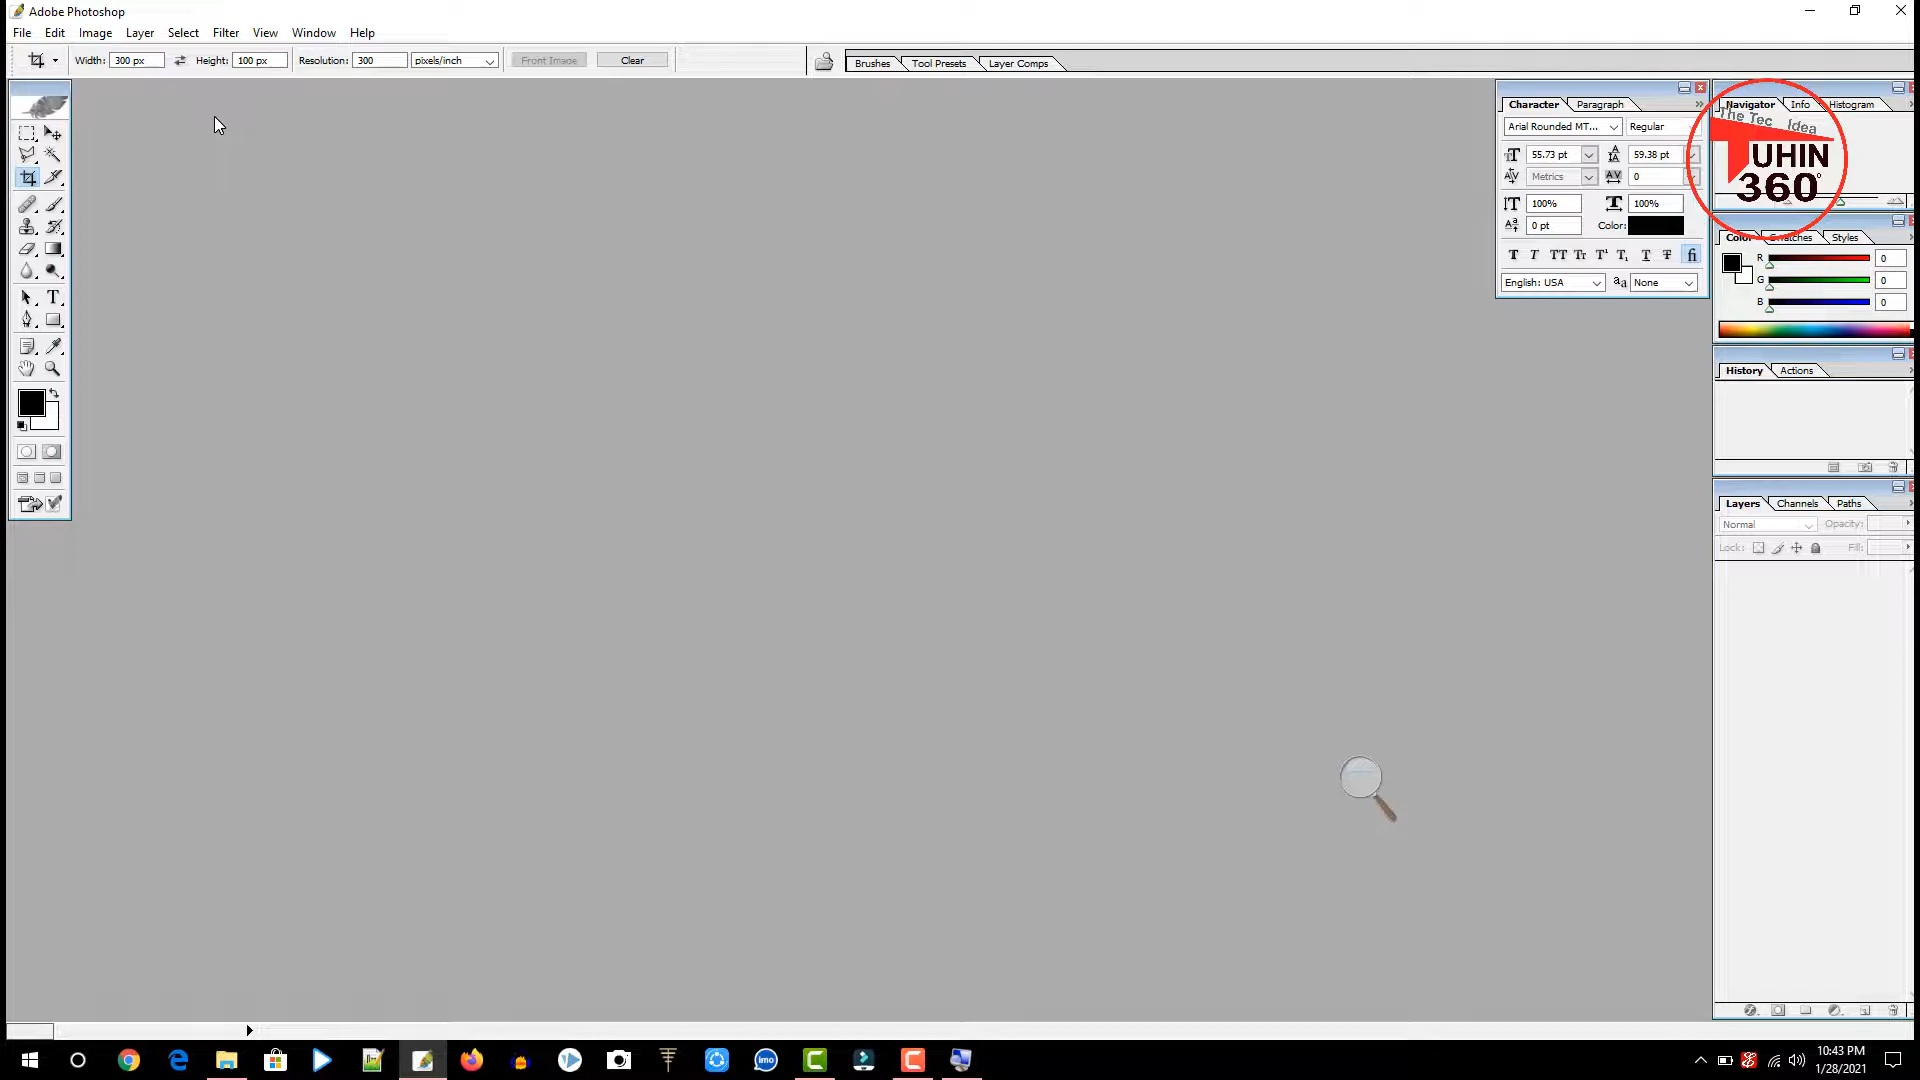 Adobe Photoshop
File Edit Image Layer Select Filter View Window Help
Width: 300 px Height: 100 px Resolution: 300 pixels/inch Front Image Clear Brushes Tool Presets Layer Comps
Character Paragraph
Arial Rounded MT... Regular
55.73 pt 59.38 pt
Metrics 0
100% 100%
0 pt Color:
English: USA None
Navigator Info Histogram
The Tec Idea
TUHIN
360°
Color Swatches Styles
R 0
G 0
B 0
History Actions
Layers Channels Paths
Normal Opacity:
Lock: Fill:
imo
10:43 PM
1/28/2021